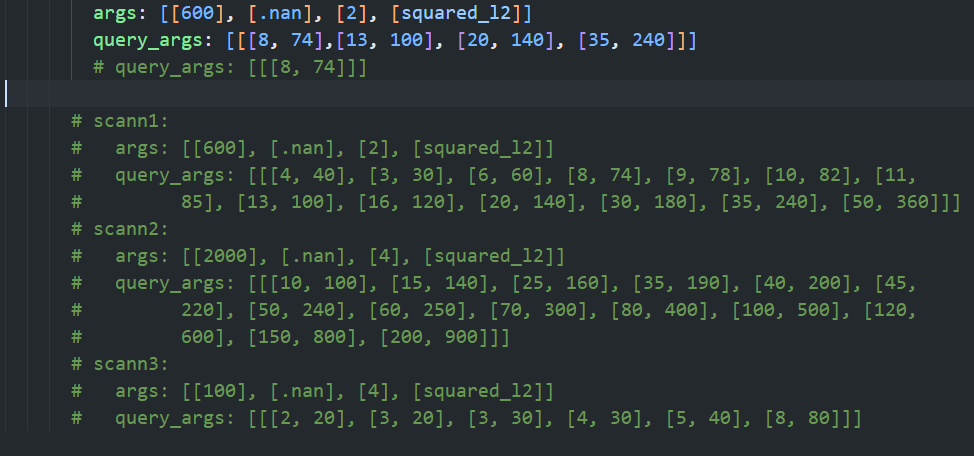 args: [[600], [.nan], [2], [squared_l2]]
query_args: [[[8, 74],[13, 100], [20, 140], [35, 240]]]
# query_args: [[[8, 74]]]
# scann1:
#   args: [[600], [.nan], [2], [squared_l2]]
#   query_args: [[[4, 40], [3, 30], [6, 60], [8, 74], [9, 78], [10, 82], [11,
#         85], [13, 100], [16, 120], [20, 140], [30, 180], [35, 240], [50, 360]]]
# scann2:
#   args: [[2000], [.nan], [4], [squared_l2]]
#   query_args: [[[10, 100], [15, 140], [25, 160], [35, 190], [40, 200], [45,
#         220], [50, 240], [60, 250], [70, 300], [80, 400], [100, 500], [120,
#         600], [150, 800], [200, 900]]]
# scann3:
#   args: [[100], [.nan], [4], [squared_l2]]
#   query_args: [[[2, 20], [3, 20], [3, 30], [4, 30], [5, 40], [8, 80]]]